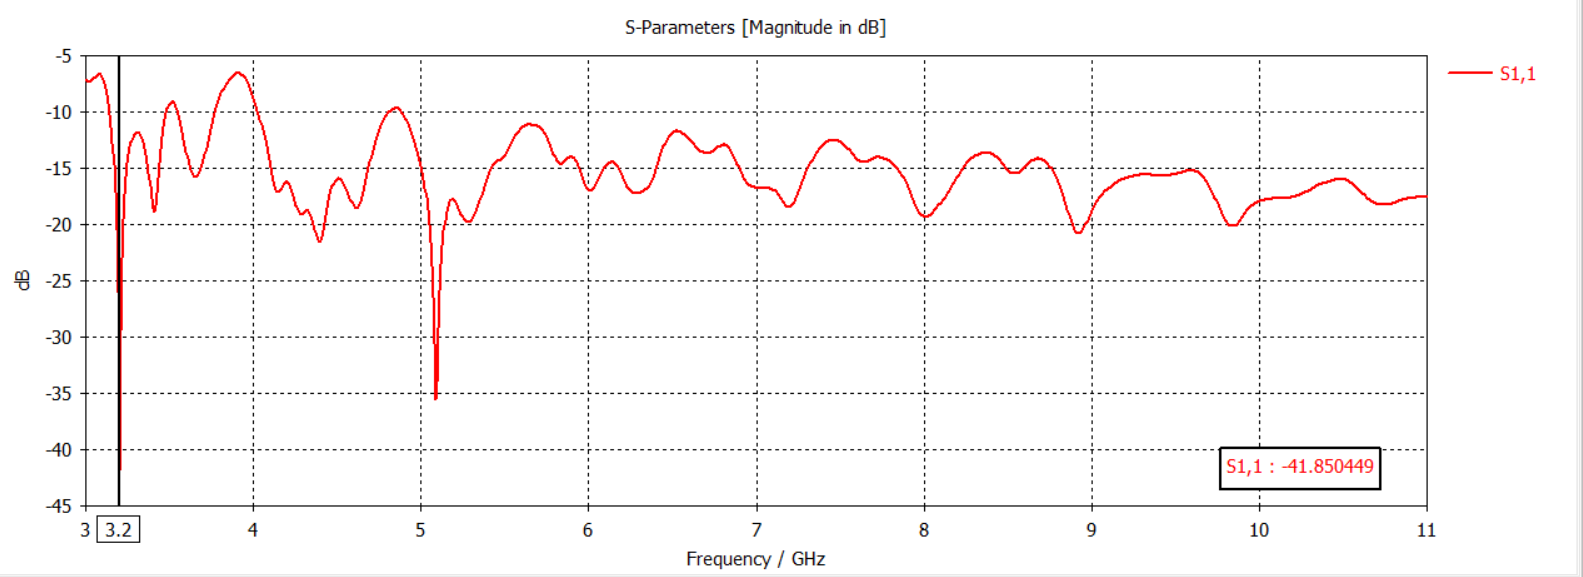 S-Parameters [Magnitude in dB]
-5
-10
-15
-20
-25
-30
-35
-40
-45
dB
S1,1
S1,1 : -41.850449
3 3.2 4 5 6 7 8 9 10 11
Frequency / GHz